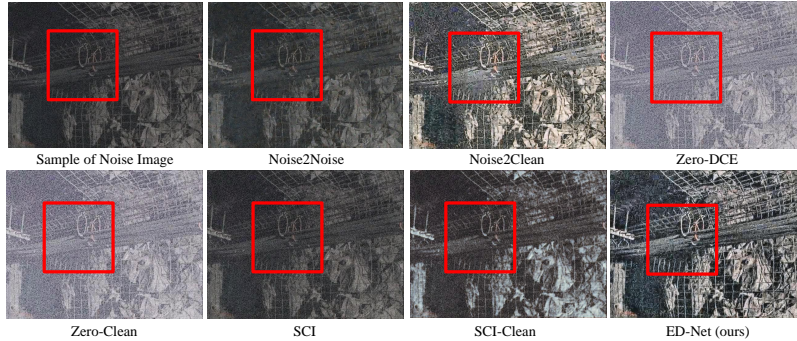 Sample of Noise Image
Noise2Noise
Noise2Clean
Zero-DCE
Zero-Clean
SCI
SCI-Clean
ED-Net (ours)